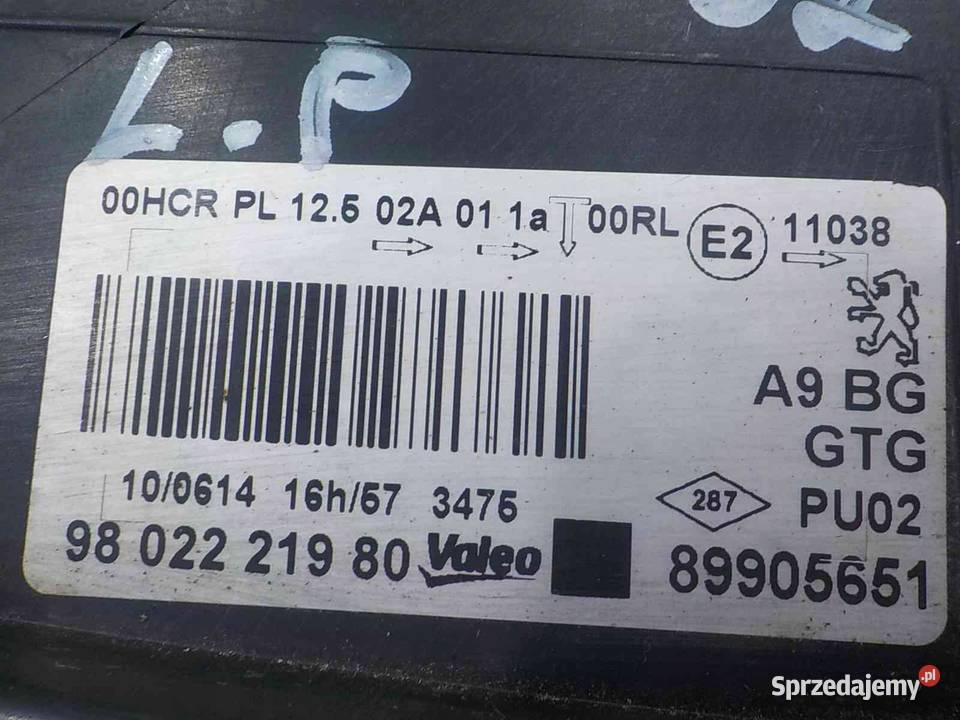 L.P
00HCR PL 12.5 02A 01 1a 00RL E2 11038
A9 BG
GTG
10/0614 16h/57 3475
287 PU02
98 022 219 80 Valeo 89905651
Sprzedajemy.pl